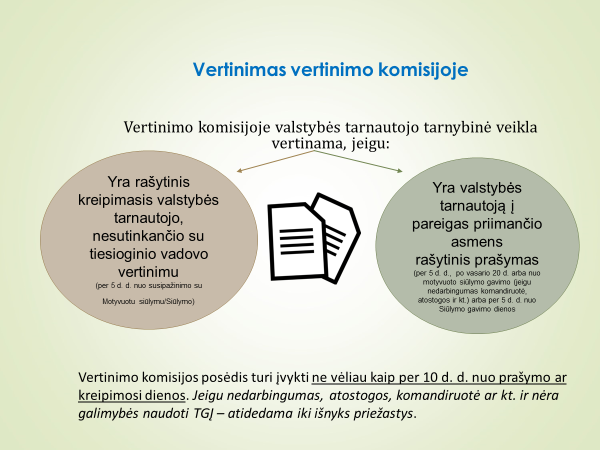 Vertinimas vertinimo komisijoje
Vertinimo komisijoje valstybės tarnautojo tarnybinė veikla
vertinama, jeigu:
Yra rašytinis
kreipimasis valstybės
tarnautojo,
nesutinkančio su
tiesioginio vadovo
vertinimu
(per 5 d. d. nuo susipažinimo su
Motyvuotu siūlymu/Siūlymo)
Yra valstybės
tarnautoją į
pareigas priimančio
asmens
rašytinis prašymas
(per 5 d. d., po vasario 20 d. arba nuo
motyvuoto siūlymo gavimo (jeigu
nedarbingumas komandiruotė,
atostogos ir kt.) arba per 5 d. d. nuo
Siūlymo gavimo dienos
Vertinimo komisijos posėdis turi įvykti ne vėliau kaip per 10 d. d. nuo prašymo ar
kreipimosi dienos. Jeigu nedarbingumas, atostogos, komandiruotė ar kt. ir nėra
galimybės naudoti TGĮ – atidedama iki išnyks priežastys.